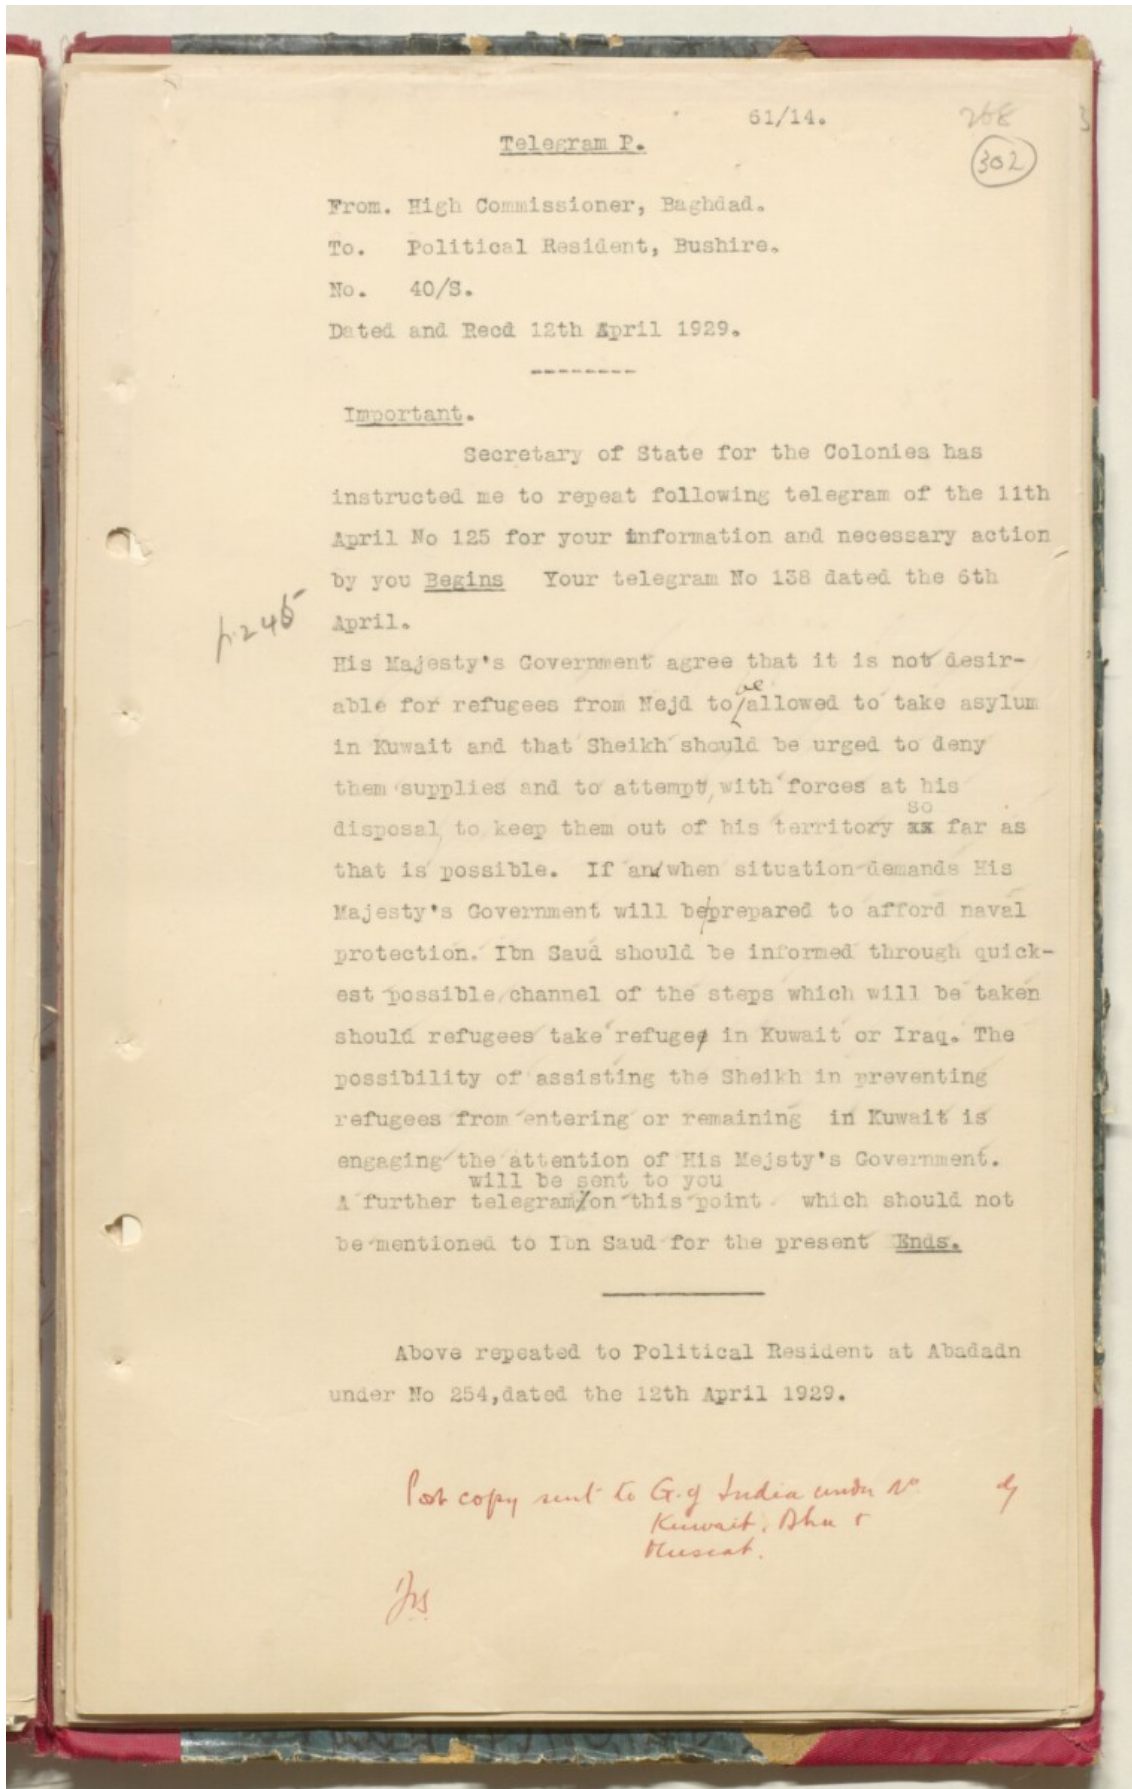 61/14.
268
302
Telegram P.
From. High Commissioner, Baghdad.
To. Political Resident, Bushire.
No. 40/S.
Dated and Recd 12th April 1929.
--------
Important.
Secretary of State for the Colonies has
instructed me to repeat following telegram of the 11th
April No 125 for your information and necessary action
by you Begins Your telegram No 138 dated the 6th
p.245
April.
His Majesty's Government agree that it is not desir-
be
able for refugees from Nejd to/allowed to take asylum
in Kuwait and that Sheikh should be urged to deny
them supplies and to attempt, with forces at his
so
disposal, to keep them out of his territory xx far as
that is possible. If an/when situation demands His
Majesty's Government will be/prepared to afford naval
protection. Ibn Saud should be informed through quick-
est possible channel of the steps which will be taken
should refugees take refuge in Kuwait or Iraq. The
possibility of assisting the Sheikh in preventing
refugees from entering or remaining in Kuwait is
engaging the attention of His Mejsty's Government.
will be sent to you
A further telegram/on this point which should not
be mentioned to Ibn Saud for the present Ends.
Above repeated to Political Resident at Abadadn
under No 254,dated the 12th April 1929.
Post copy sent to G. of India under No of
Kuwait, Bhn &
Muscat.